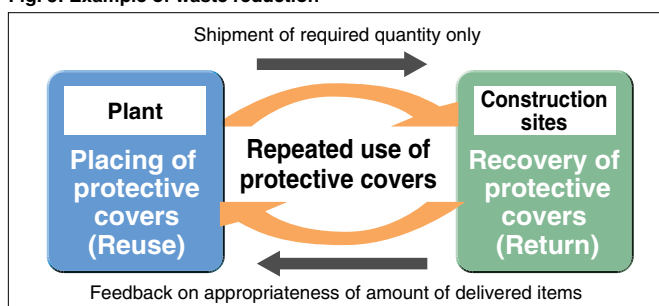 Fig. Example of waste reduction
Shipment of required quantity only
Plant
Placing of
protective
covers
(Reuse)
Repeated use of
protective covers
Construction
sites
Recovery of
protective
covers
(Return)
Feedback on appropriateness of amount of delivered items